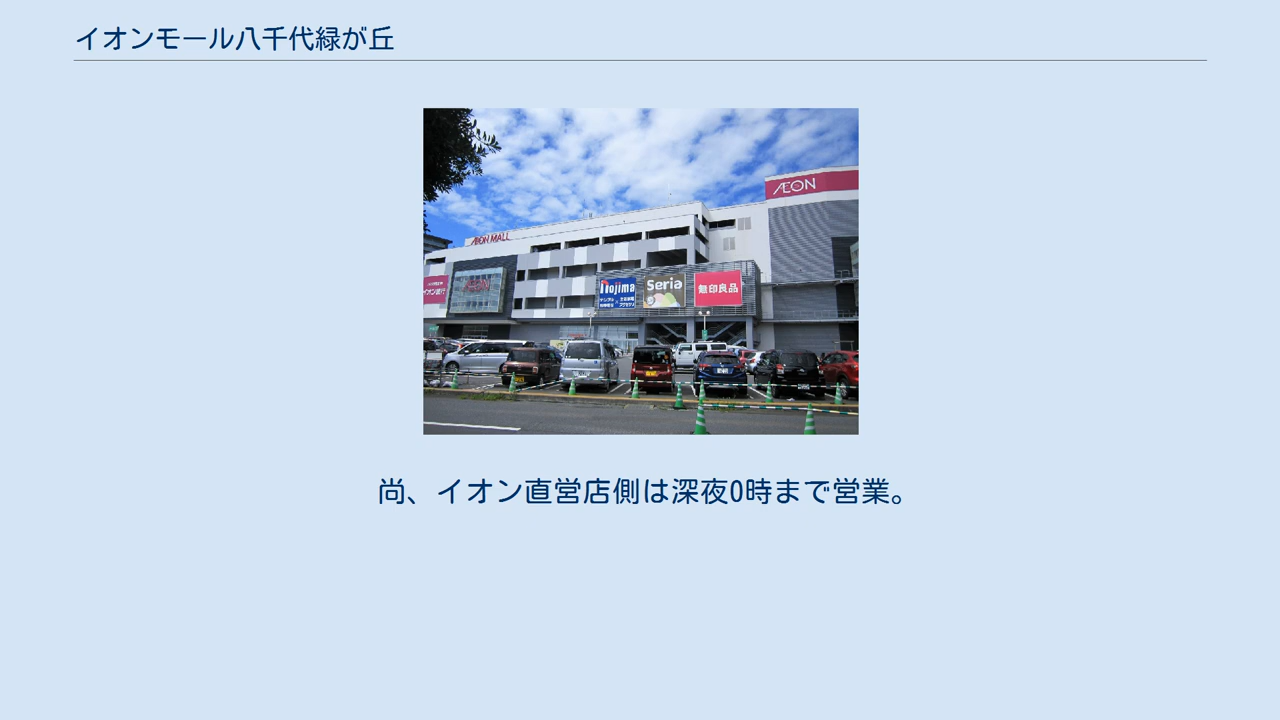 イオンモール八千代緑が丘
ÆON
ÆON MALL
ÆON
Nojima
Seria
無印良品
尚、イオン直営店側は深夜0時まで営業。